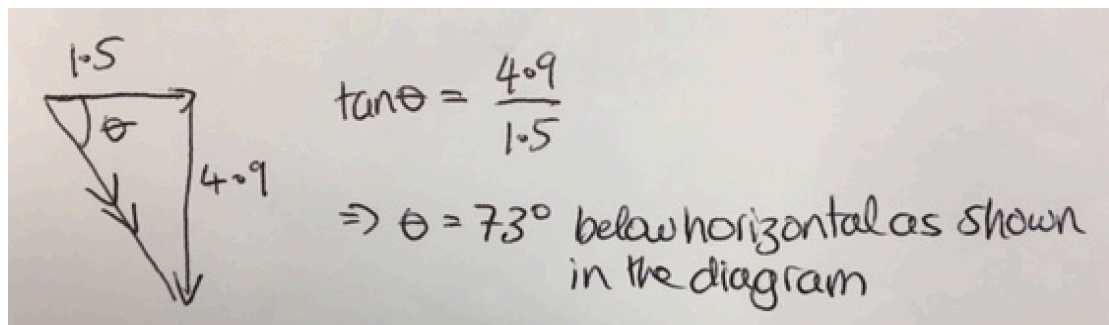 1.5
θ
4.9
tanθ = 4.9
1.5
⇒ θ = 73° below horizontal as shown
in the diagram